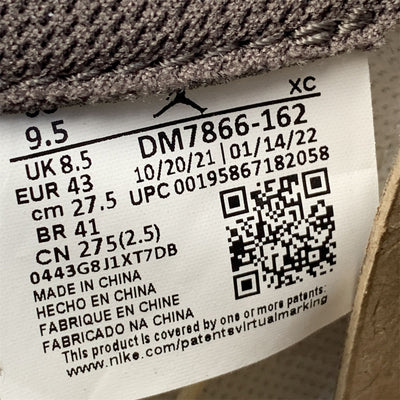 XC
9.5
DM7866-162
UK 8.5
10/20/21 | 01/14/22
EUR 43
UPC 00195867182058
cm 27.5
BR 41
CN 275(2.5)
0443G8J1XT7DB
MADE IN CHINA
HECHO EN CHINA
FABRIQUE EN CHINE
FABRICADO NA CHINA
This product is covered by one or more patents:
www.nike.com/patentsvirtualmarking